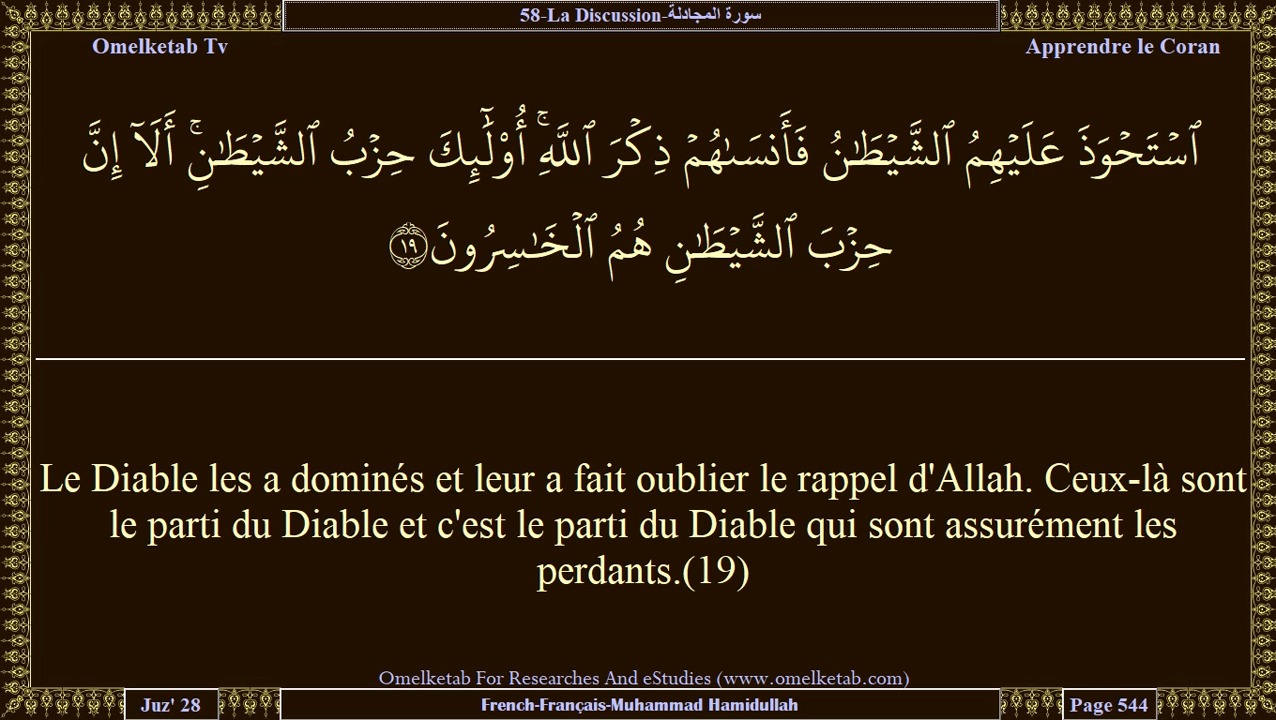 58-La Discussion-سورة المجادلة
Omelketab Tv
Apprendre le Coran
ٱسۡتَحۡوَذَ عَلَيۡهِمُ ٱلشَّيۡطَٰنُ فَأَنسَىٰهُمۡ ذِكۡرَ ٱللَّهِۚ أُوْلَٰٓئِكَ حِزۡبُ ٱلشَّيۡطَٰنِۚ أَلَآ إِنَّ
حِزۡبَ ٱلشَّيۡطَٰنِ هُمُ ٱلۡخَٰسِرُونَ ١٩
Le Diable les a dominés et leur a fait oublier le rappel d'Allah. Ceux-là sont
le parti du Diable et c'est le parti du Diable qui sont assurément les
perdants.(19)
Omelketab For Researches And eStudies (www.omelketab.com)
Juz' 28
French-Français-Muhammad Hamidullah
Page 544